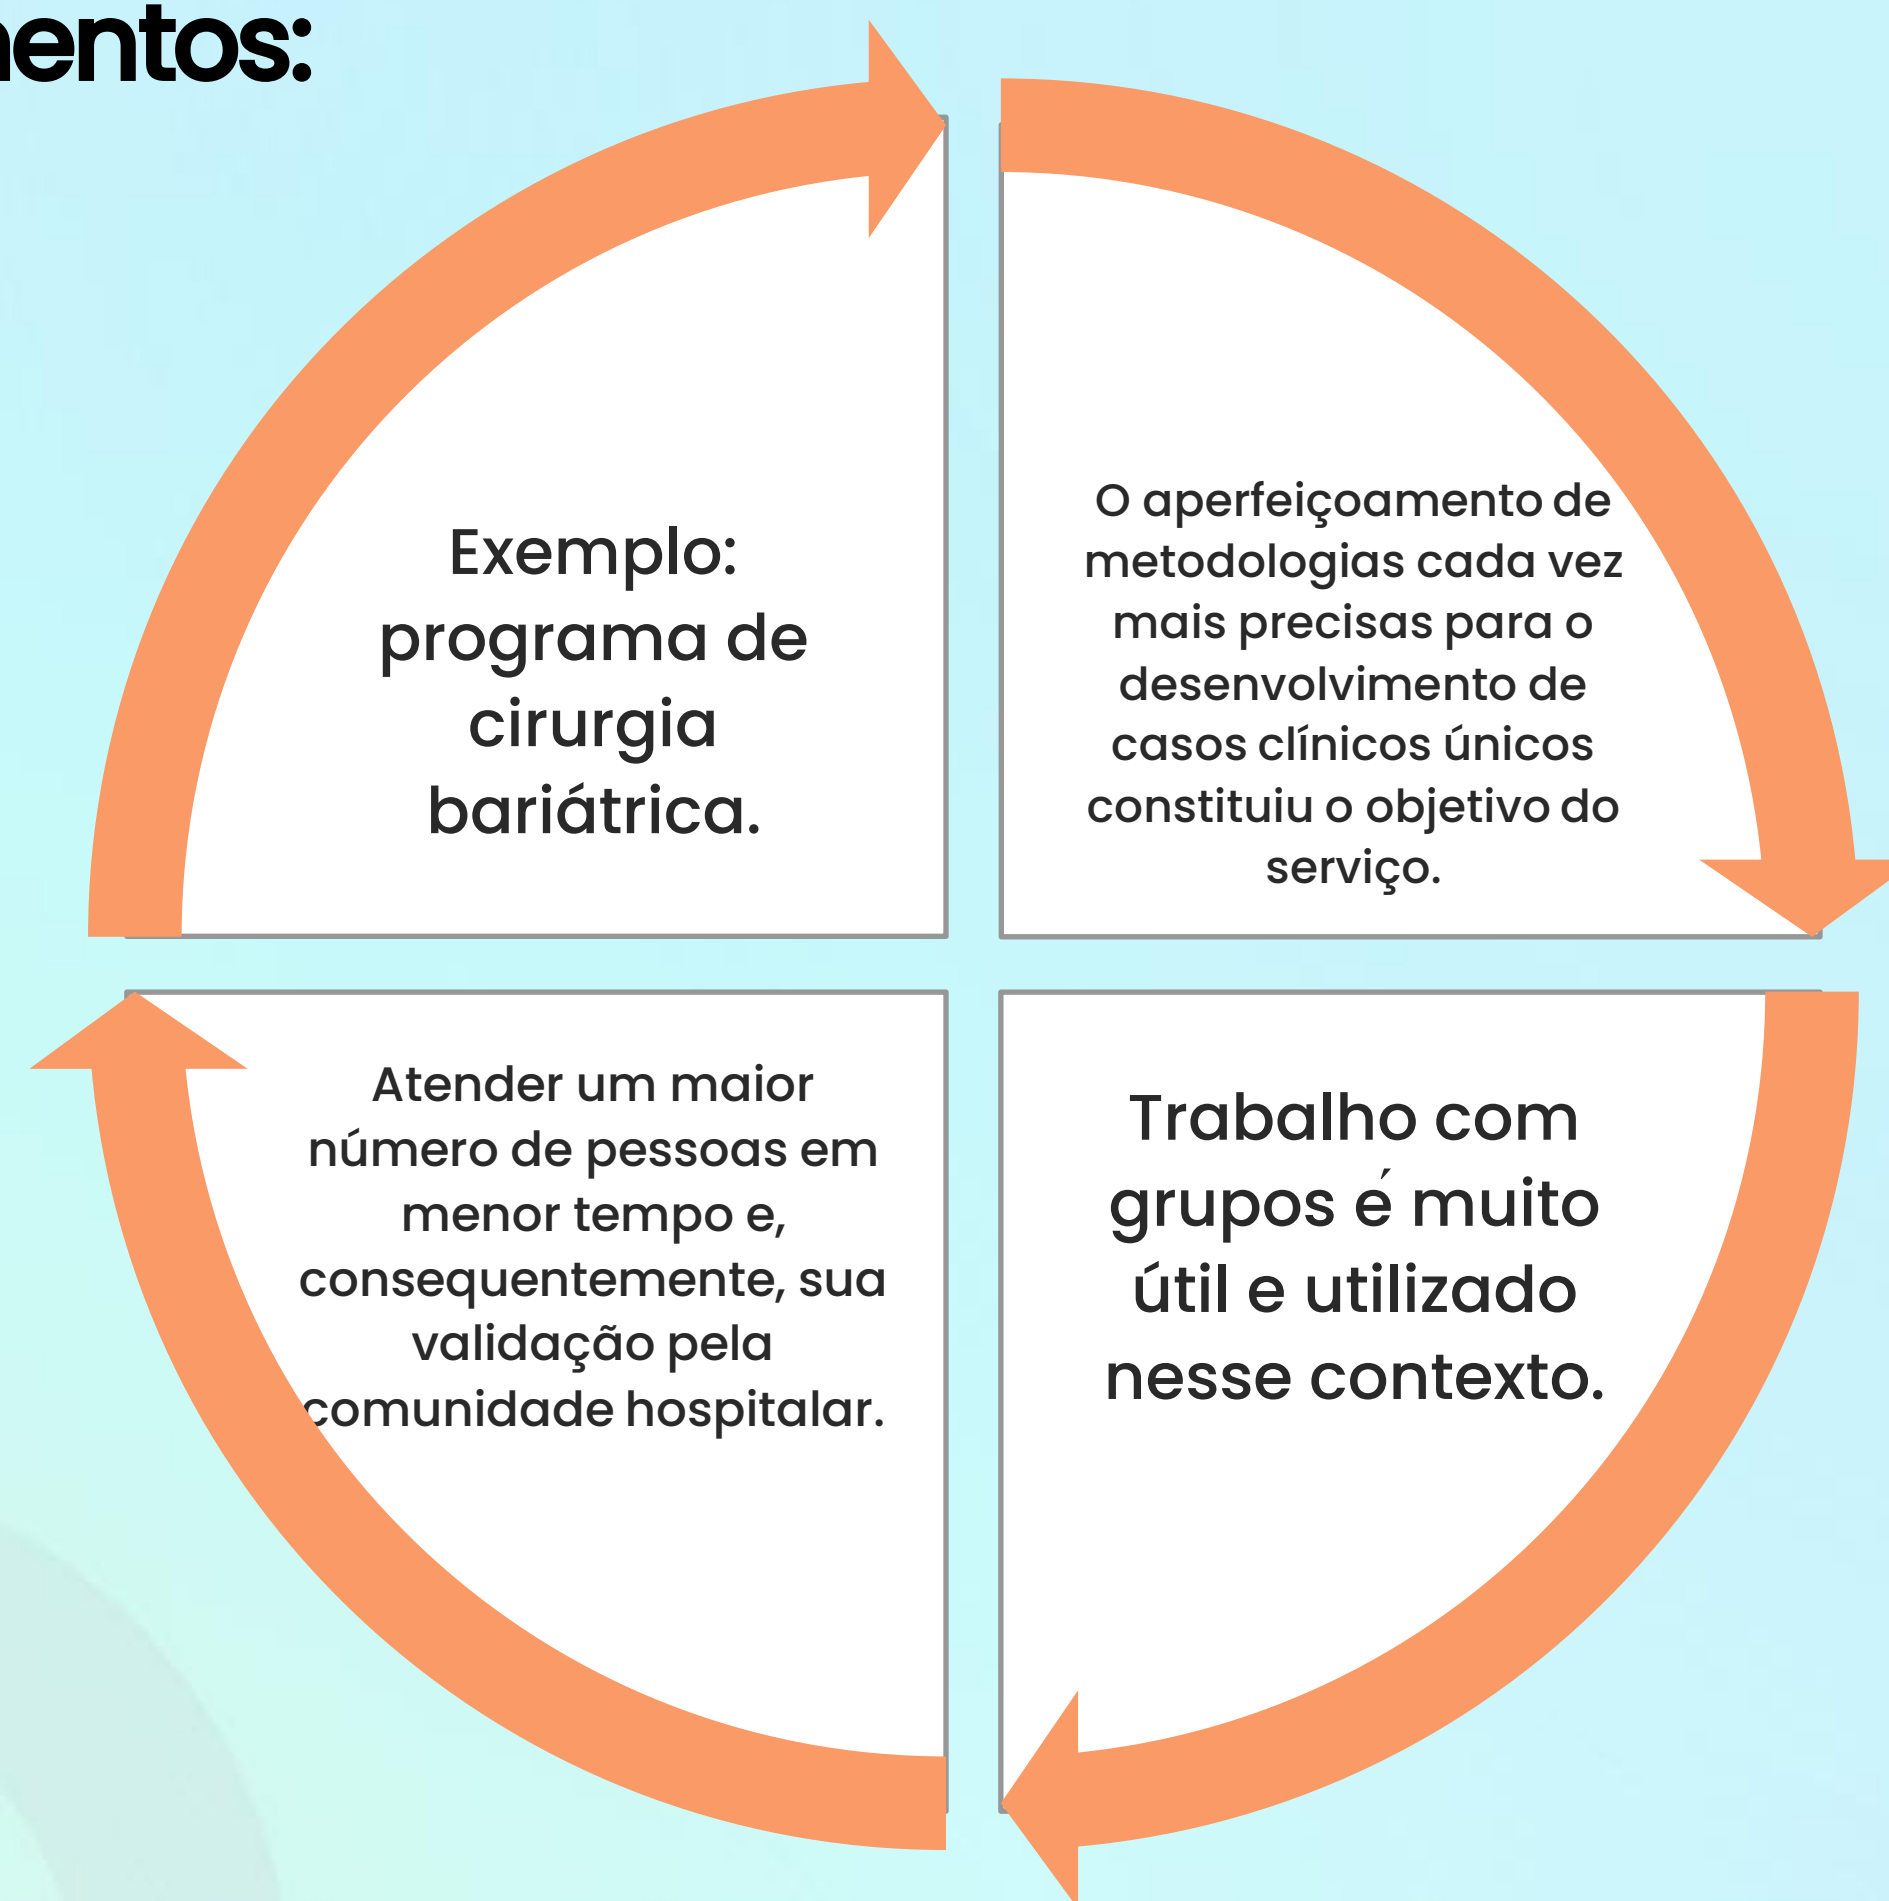 mentos:
Exemplo:
programa de
cirurgia
bariátrica.
O aperfeiçoamento de
metodologias cada vez
mais precisas para o
desenvolvimento de
casos clínicos únicos
constituiu o objetivo do
serviço.
Trabalho com
grupos é muito
útil e utilizado
nesse contexto.
Atender um maior
número de pessoas em
menor tempo e,
consequentemente, sua
validação pela
comunidade hospitalar.